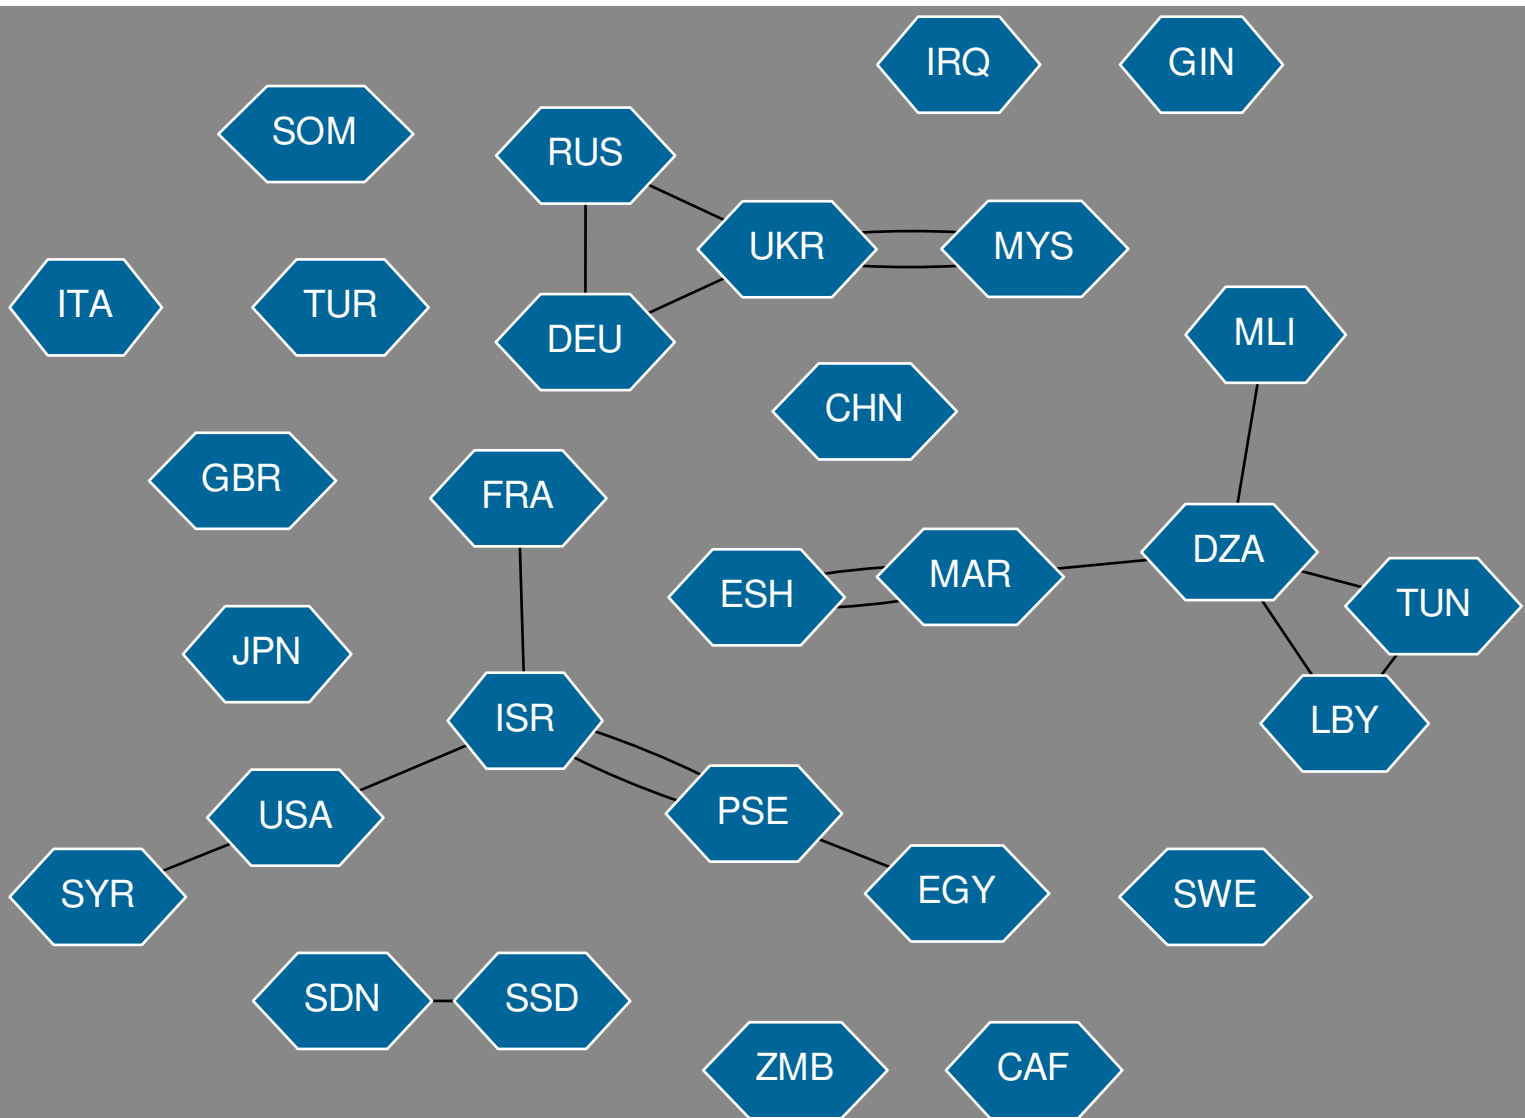 IRQ
GIN
SOM
RUS
UKR
MYS
ITA
TUR
DEU
MLI
CHN
GBR
FRA
DZA
ESH
MAR
TUN
JPN
ISR
LBY
USA
PSE
SYR
EGY
SWE
SDN
SSD
ZMB
CAF